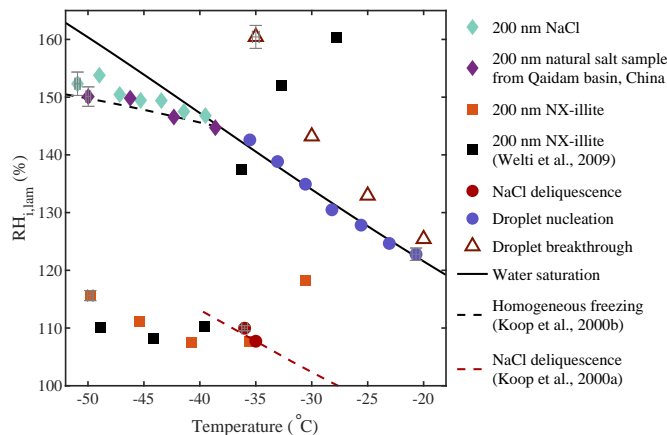 160
150
140
130
120
110
100
-50
-45
-40
-35
-30
-25
-20
RH_i,lam (%)
Temperature (°C)
200 nm NaCl
200 nm natural salt sample
from Qaidam basin, China
200 nm NX-illite
200 nm NX-illite
(Welti et al., 2009)
NaCl deliquescence
Droplet nucleation
Droplet breakthrough
Water saturation
Homogeneous freezing
(Koop et al., 2000b)
NaCl deliquescence
(Koop et al., 2000a)